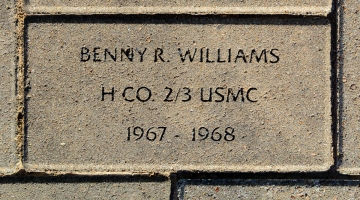 BENNY R. WILLIAMS
H CO. 2/3 USMC
1967 - 1968